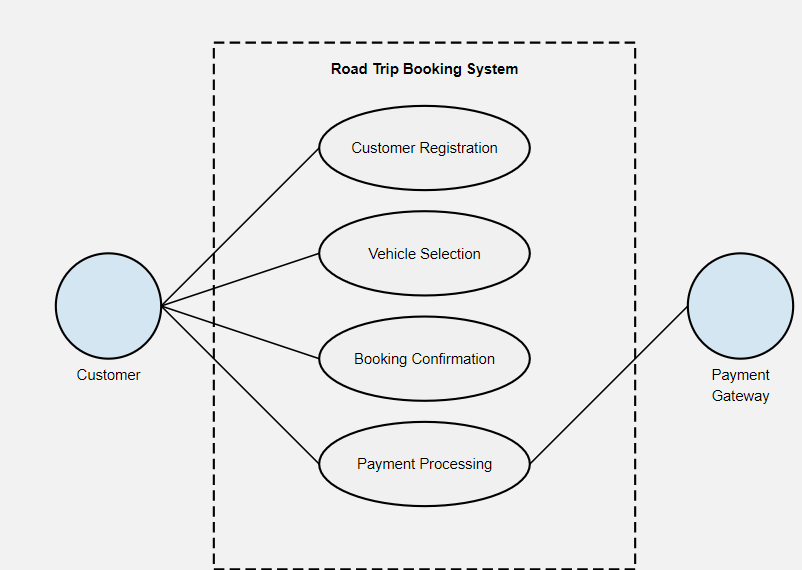 Road Trip Booking System
Customer Registration
Vehicle Selection
Booking Confirmation
Payment Processing
Customer
Payment
Gateway